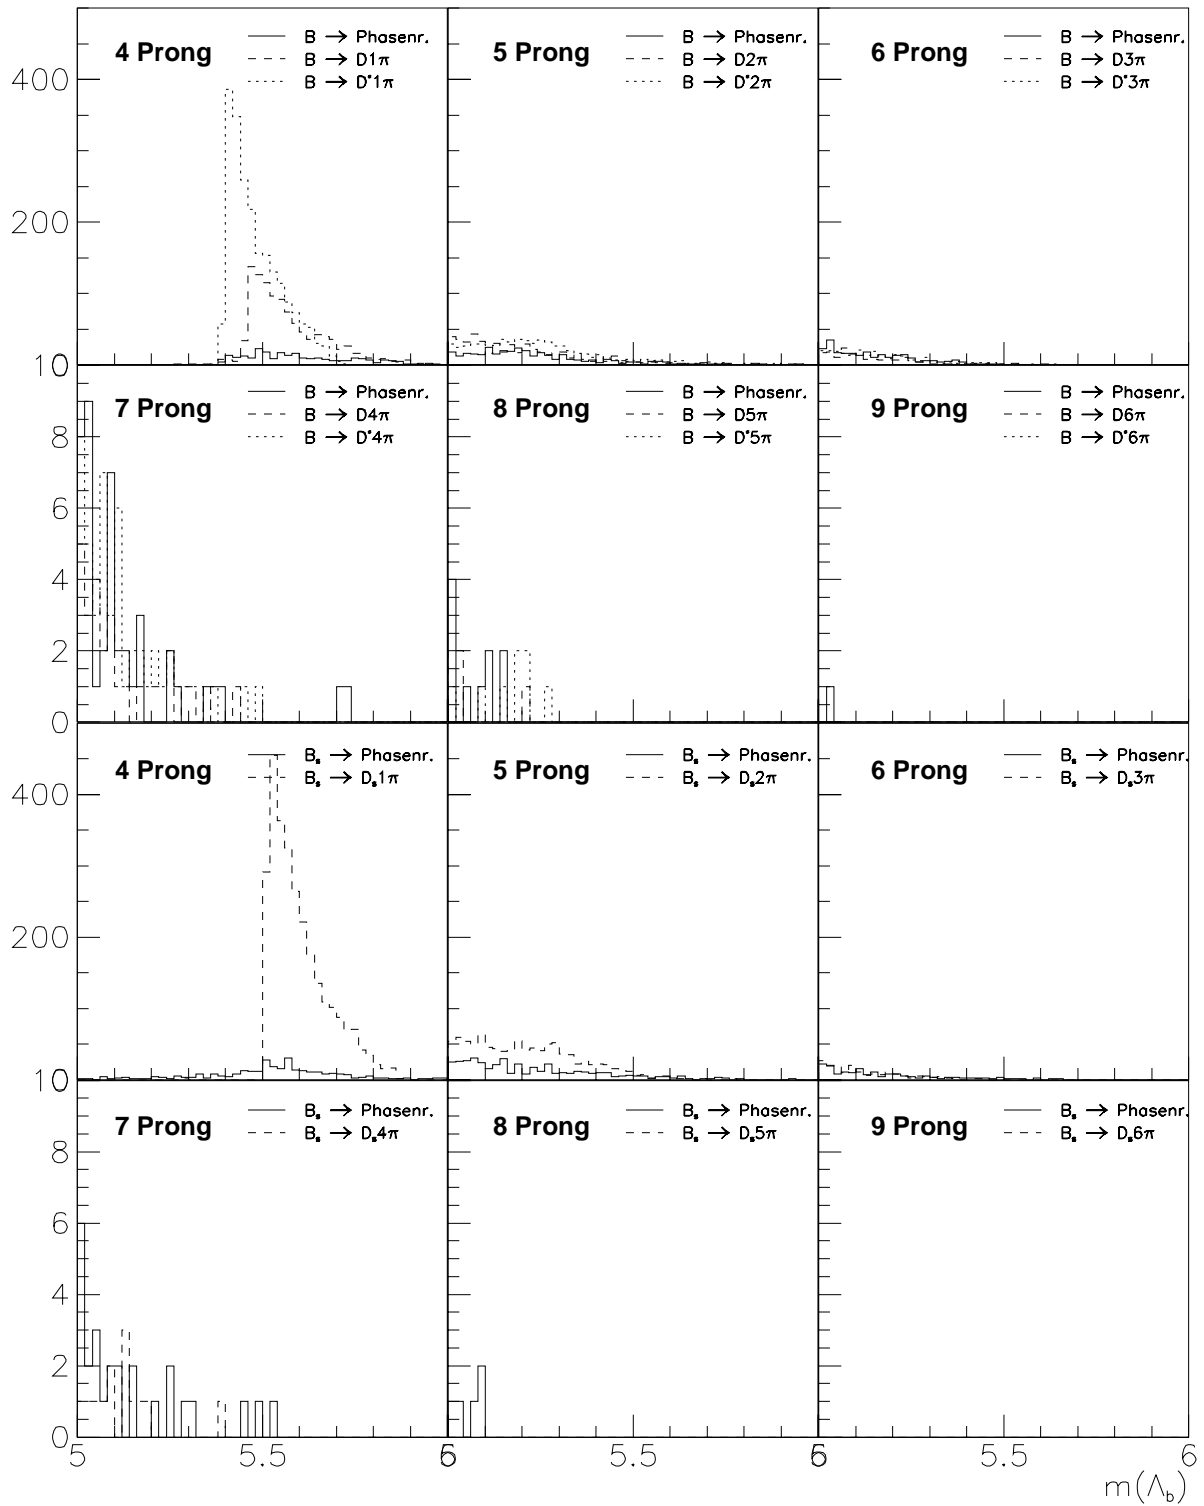 4 Prong
B → Phasenr.
B → D1π
B → D*1π
5 Prong
B → Phasenr.
B → D2π
B → D*2π
6 Prong
B → Phasenr.
B → D3π
B → D*3π
400
200
10
7 Prong
B → Phasenr.
B → D4π
B → D*4π
8 Prong
B → Phasenr.
B → D5π
B → D*5π
9 Prong
B → Phasenr.
B → D6π
B → D*6π
8
6
4
2
0
4 Prong
Bₛ → Phasenr.
Bₛ → Dₛ1π
5 Prong
Bₛ → Phasenr.
Bₛ → Dₛ2π
6 Prong
Bₛ → Phasenr.
Bₛ → Dₛ3π
400
200
10
7 Prong
Bₛ → Phasenr.
Bₛ → Dₛ4π
8 Prong
Bₛ → Phasenr.
Bₛ → Dₛ5π
9 Prong
Bₛ → Phasenr.
Bₛ → Dₛ6π
8
6
4
2
0
5 5.5 5.5 5.5 6
m(Λ_b)